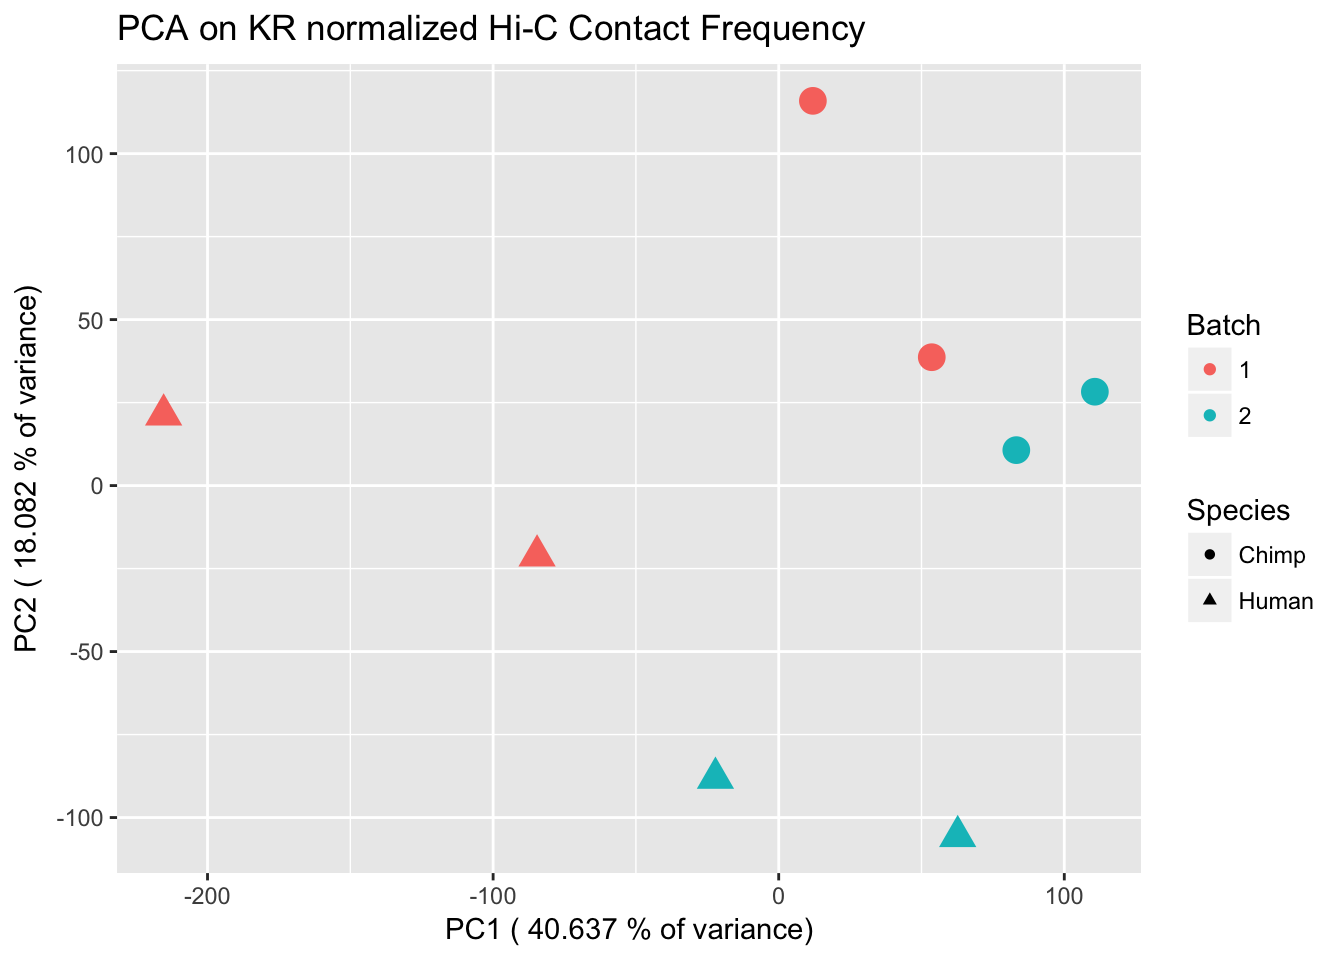 PCA on KR normalized Hi-C Contact Frequency
PC2 ( 18.082 % of variance)
100
50
0
-50
-100
-200
-100
0
100
PC1 ( 40.637 % of variance)
Batch
1
2
Species
Chimp
Human